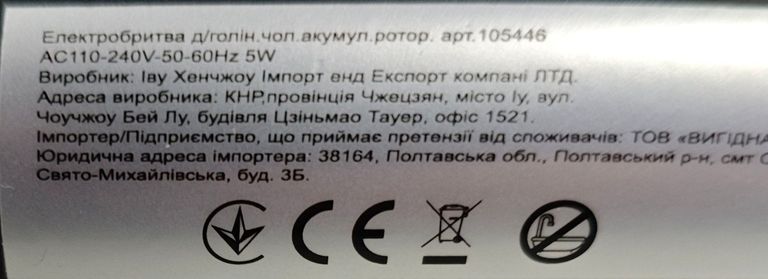 Електробритва д/голін.чол.акумул.ротор. арт.105446
AC110-240V-50-60Hz 5W
Виробник: Іву Хенчжоу Імпорт енд Експорт компані ЛТД.
Адреса виробника: КНР,провінція Чжецзян, місто Іу, вул.
Чоучжоу Бей Лу, будівля Цзіньмао Тауер, офіс 1521.
Імпортер/Підприємство, що приймає претензії від споживачів: ТОВ «ВИГІДНА
Юридична адреса імпортера: 38164, Полтавська обл., Полтавський р-н, смт
Свято-Михайлівська, буд. 3Б.
CE